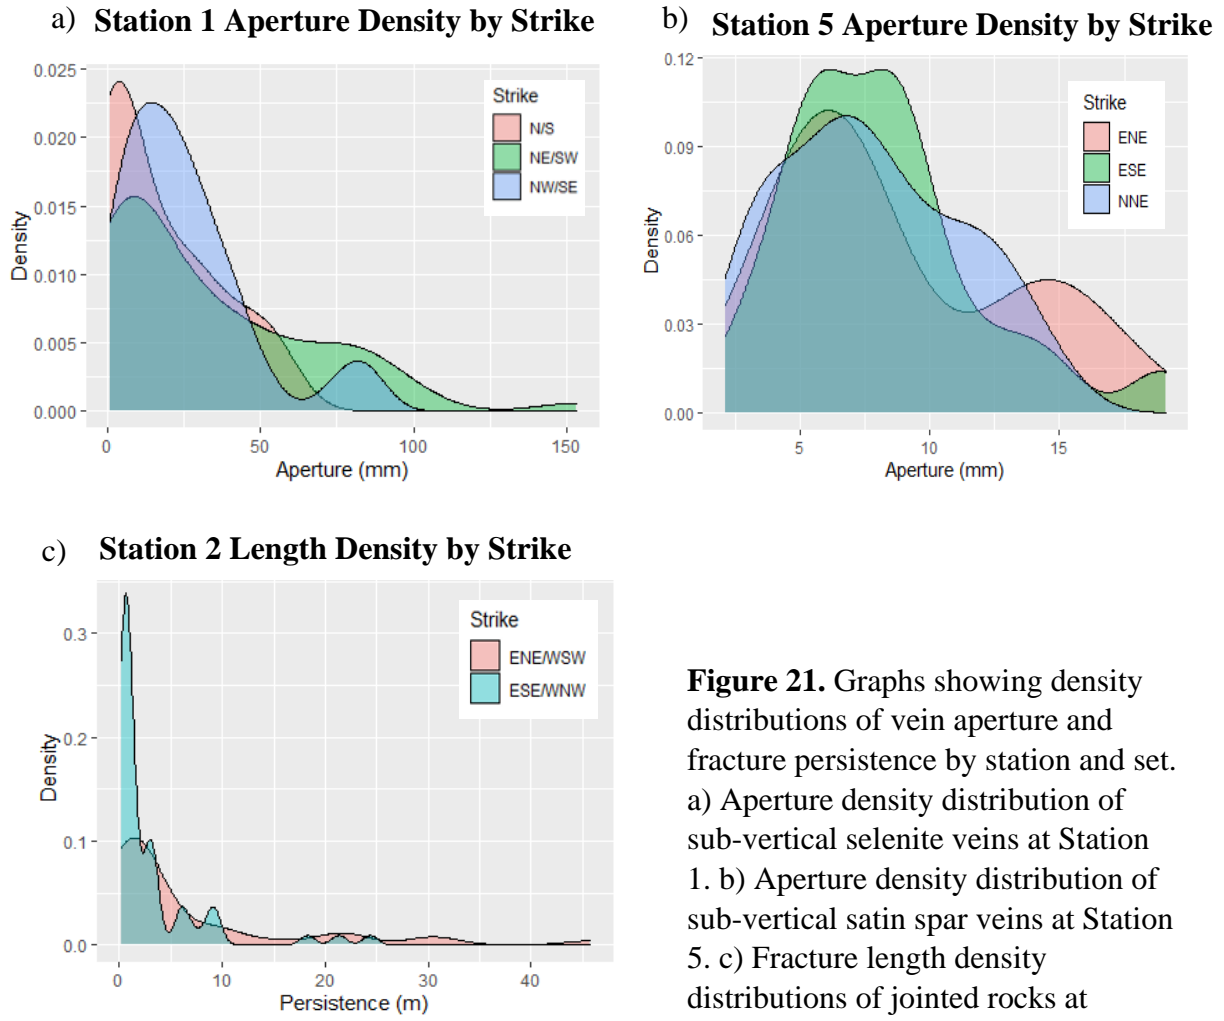 a) Station 1 Aperture Density by Strike
0.025
0.020
0.015
0.010
0.005
0.000
Density
0
50
100
150
Aperture (mm)
Strike
N/S
NE/SW
NW/SE
b) Station 5 Aperture Density by Strike
0.12
0.09
0.06
0.03
0.00
Density
5
10
15
Aperture (mm)
Strike
ENE
ESE
NNE
c) Station 2 Length Density by Strike
0.3
0.2
0.1
0.0
Density
0
10
20
30
40
Persistence (m)
Strike
ENE/WSW
ESE/WNW
Figure 21. Graphs showing density
distributions of vein aperture and
fracture persistence by station and set.
a) Aperture density distribution of
sub-vertical selenite veins at Station
1. b) Aperture density distribution of
sub-vertical satin spar veins at Station
5. c) Fracture length density
distributions of jointed rocks at